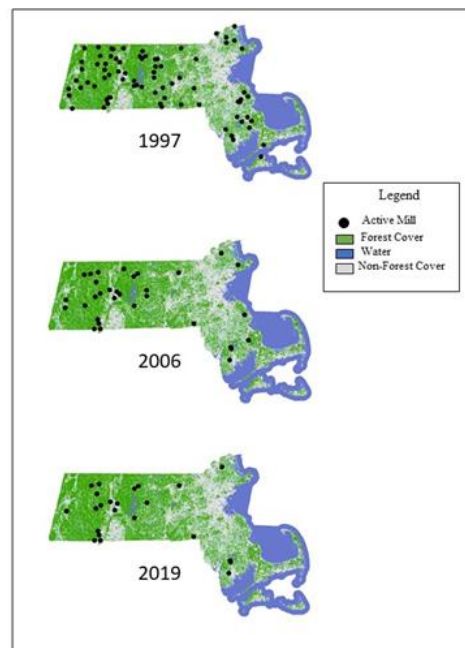 1997
Legend
Active Mill
Forest Cover
Water
Non-Forest Cover
2006
2019